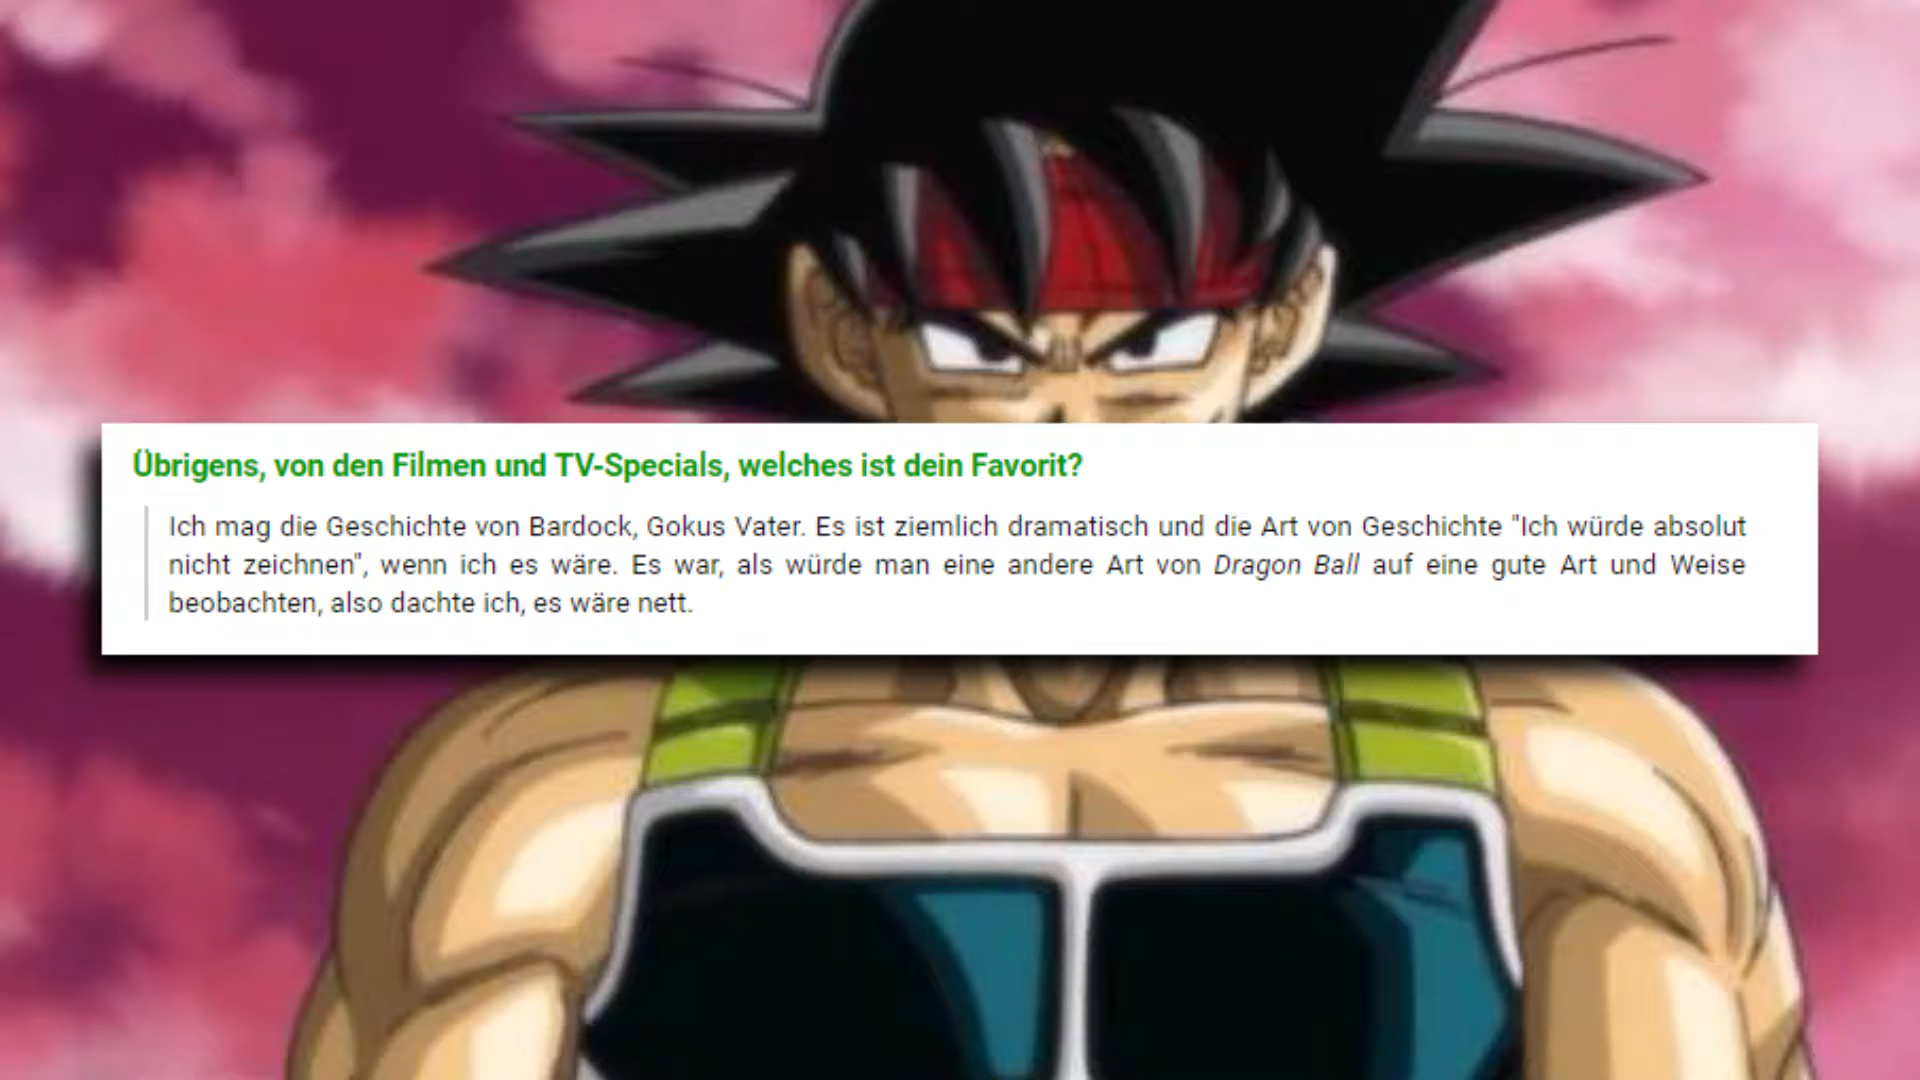 Übrigens, von den Filmen und TV-Specials, welches ist dein Favorit?
Ich mag die Geschichte von Bardock, Gokus Vater. Es ist ziemlich dramatisch und die Art von Geschichte "Ich würde absolut
nicht zeichnen", wenn ich es wäre. Es war, als würde man eine andere Art von Dragon Ball auf eine gute Art und Weise
beobachten, also dachte ich, es wäre nett.